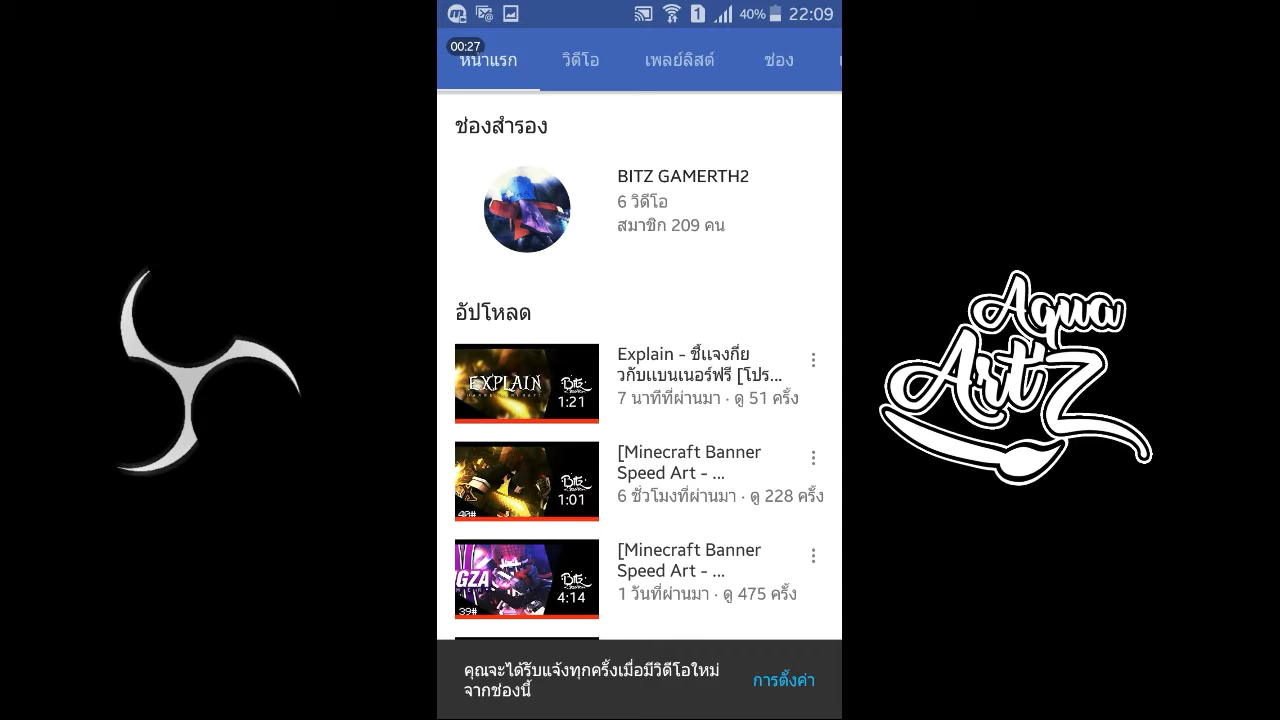 40% 22:09
00:27
หน้าแรก วิดีโอ เพลย์ลิสต์ ช่อง
ช่องสำรอง
BITZ GAMERTH2
6 วิดีโอ
สมาชิก 209 คน
อัปโหลด
EXPLAIN
Bitz
1:21
Explain - ชี้แจงกี่ย
วกับแบนเนอร์ฟรี [โปร...
7 นาทีที่ผ่านมา · ดู 51 ครั้ง
Bitz
1:01
40#
[Minecraft Banner
Speed Art - ...
6 ชั่วโมงที่ผ่านมา · ดู 228 ครั้ง
GZA
Bitz
4:14
39#
[Minecraft Banner
Speed Art - ...
1 วันที่ผ่านมา · ดู 475 ครั้ง
คุณจะได้รับแจ้งทุกครั้งเมื่อมีวิดีโอใหม่
จากช่องนี้
การตั้งค่า
Aqua
ArtZ